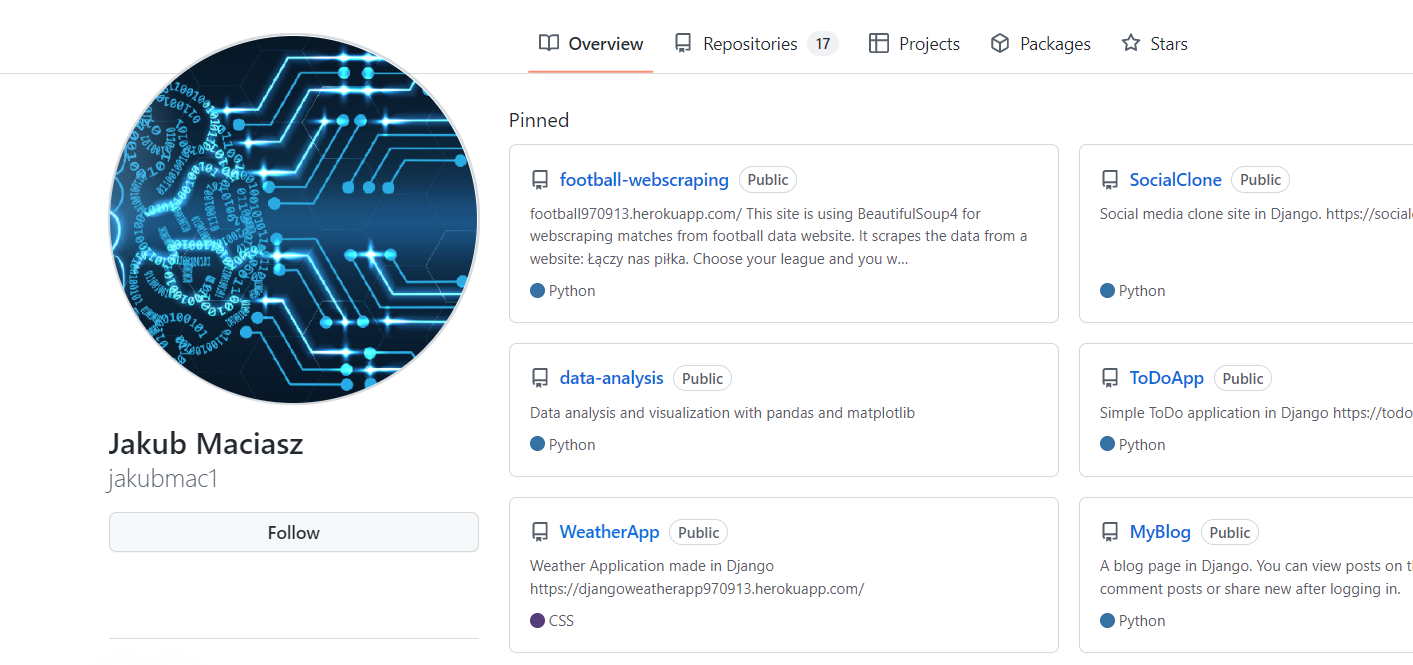 Overview
Repositories 17
Projects
Packages
Stars
Jakub Maciasz
jakubmac1
Follow
Pinned
football-webscraping Public
football970913.herokuapp.com/ This site is using BeautifulSoup4 for
webscraping matches from football data website. It scrapes the data from a
website: Łączy nas piłka. Choose your league and you w...
Python
SocialClone Public
Social media clone site in Django. https://social
Python
data-analysis Public
Data analysis and visualization with pandas and matplotlib
Python
ToDoApp Public
Simple ToDo application in Django https://todo
Python
WeatherApp Public
Weather Application made in Django
https://djangoweatherapp970913.herokuapp.com/
CSS
MyBlog Public
A blog page in Django. You can view posts on
comment posts or share new after logging in.
Python